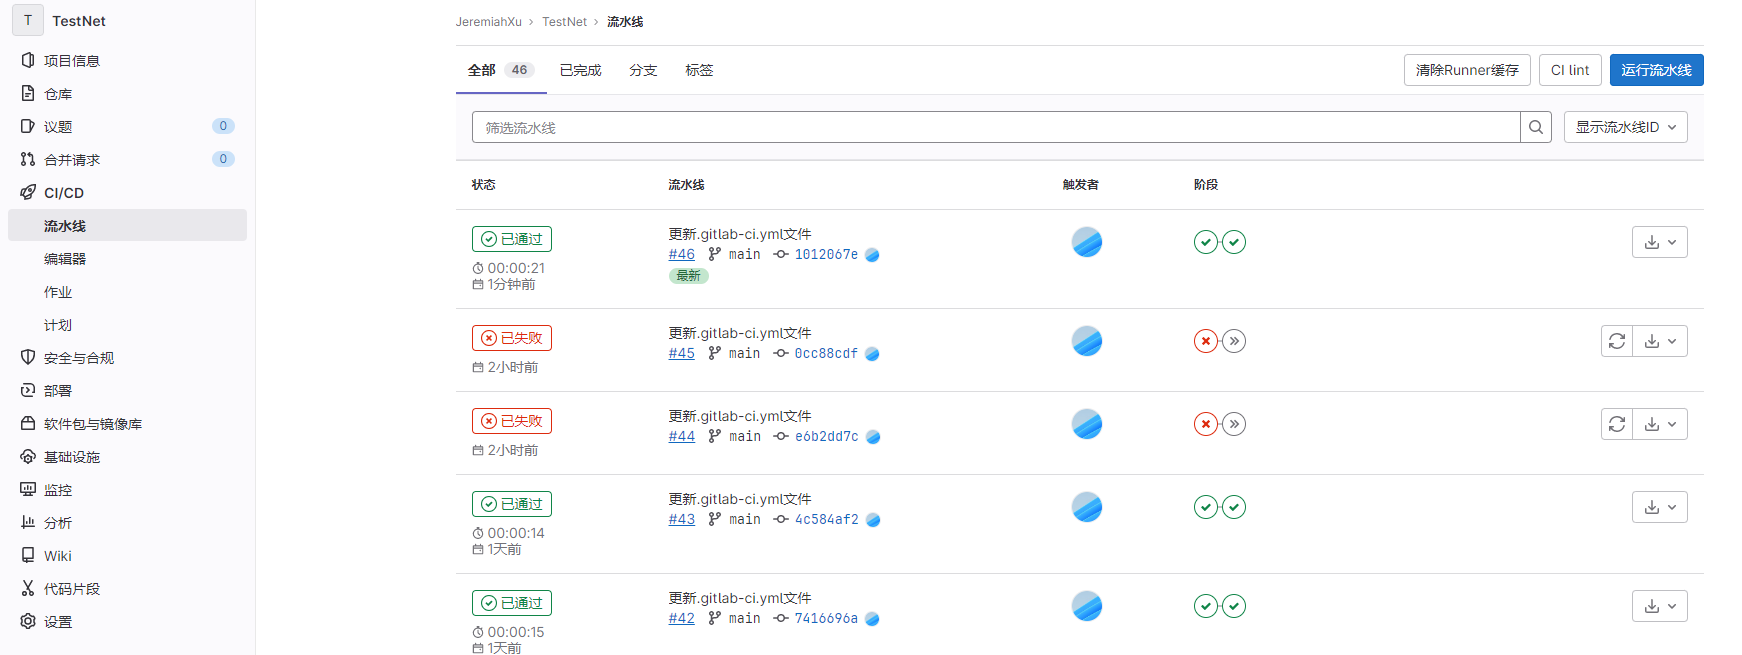 T TestNet
项目信息
仓库
议题 0
合并请求 0
CI/CD
流水线
编辑器
作业
计划
安全与合规
部署
软件包与镜像库
基础设施
监控
分析
Wiki
代码片段
设置
JeremiahXu › TestNet › 流水线
全部 46 已完成 分支 标签 清除Runner缓存 CI lint 运行流水线
筛选流水线 显示流水线ID
状态 流水线 触发者 阶段
已通过 更新.gitlab-ci.yml文件
#46 main 1012067e
00:00:21 最新
1分钟前
已失败 更新.gitlab-ci.yml文件
#45 main 0cc88cdf
2小时前
已失败 更新.gitlab-ci.yml文件
#44 main e6b2dd7c
2小时前
已通过 更新.gitlab-ci.yml文件
#43 main 4c584af2
00:00:14
1天前
已通过 更新.gitlab-ci.yml文件
#42 main 7416696a
00:00:15
1天前